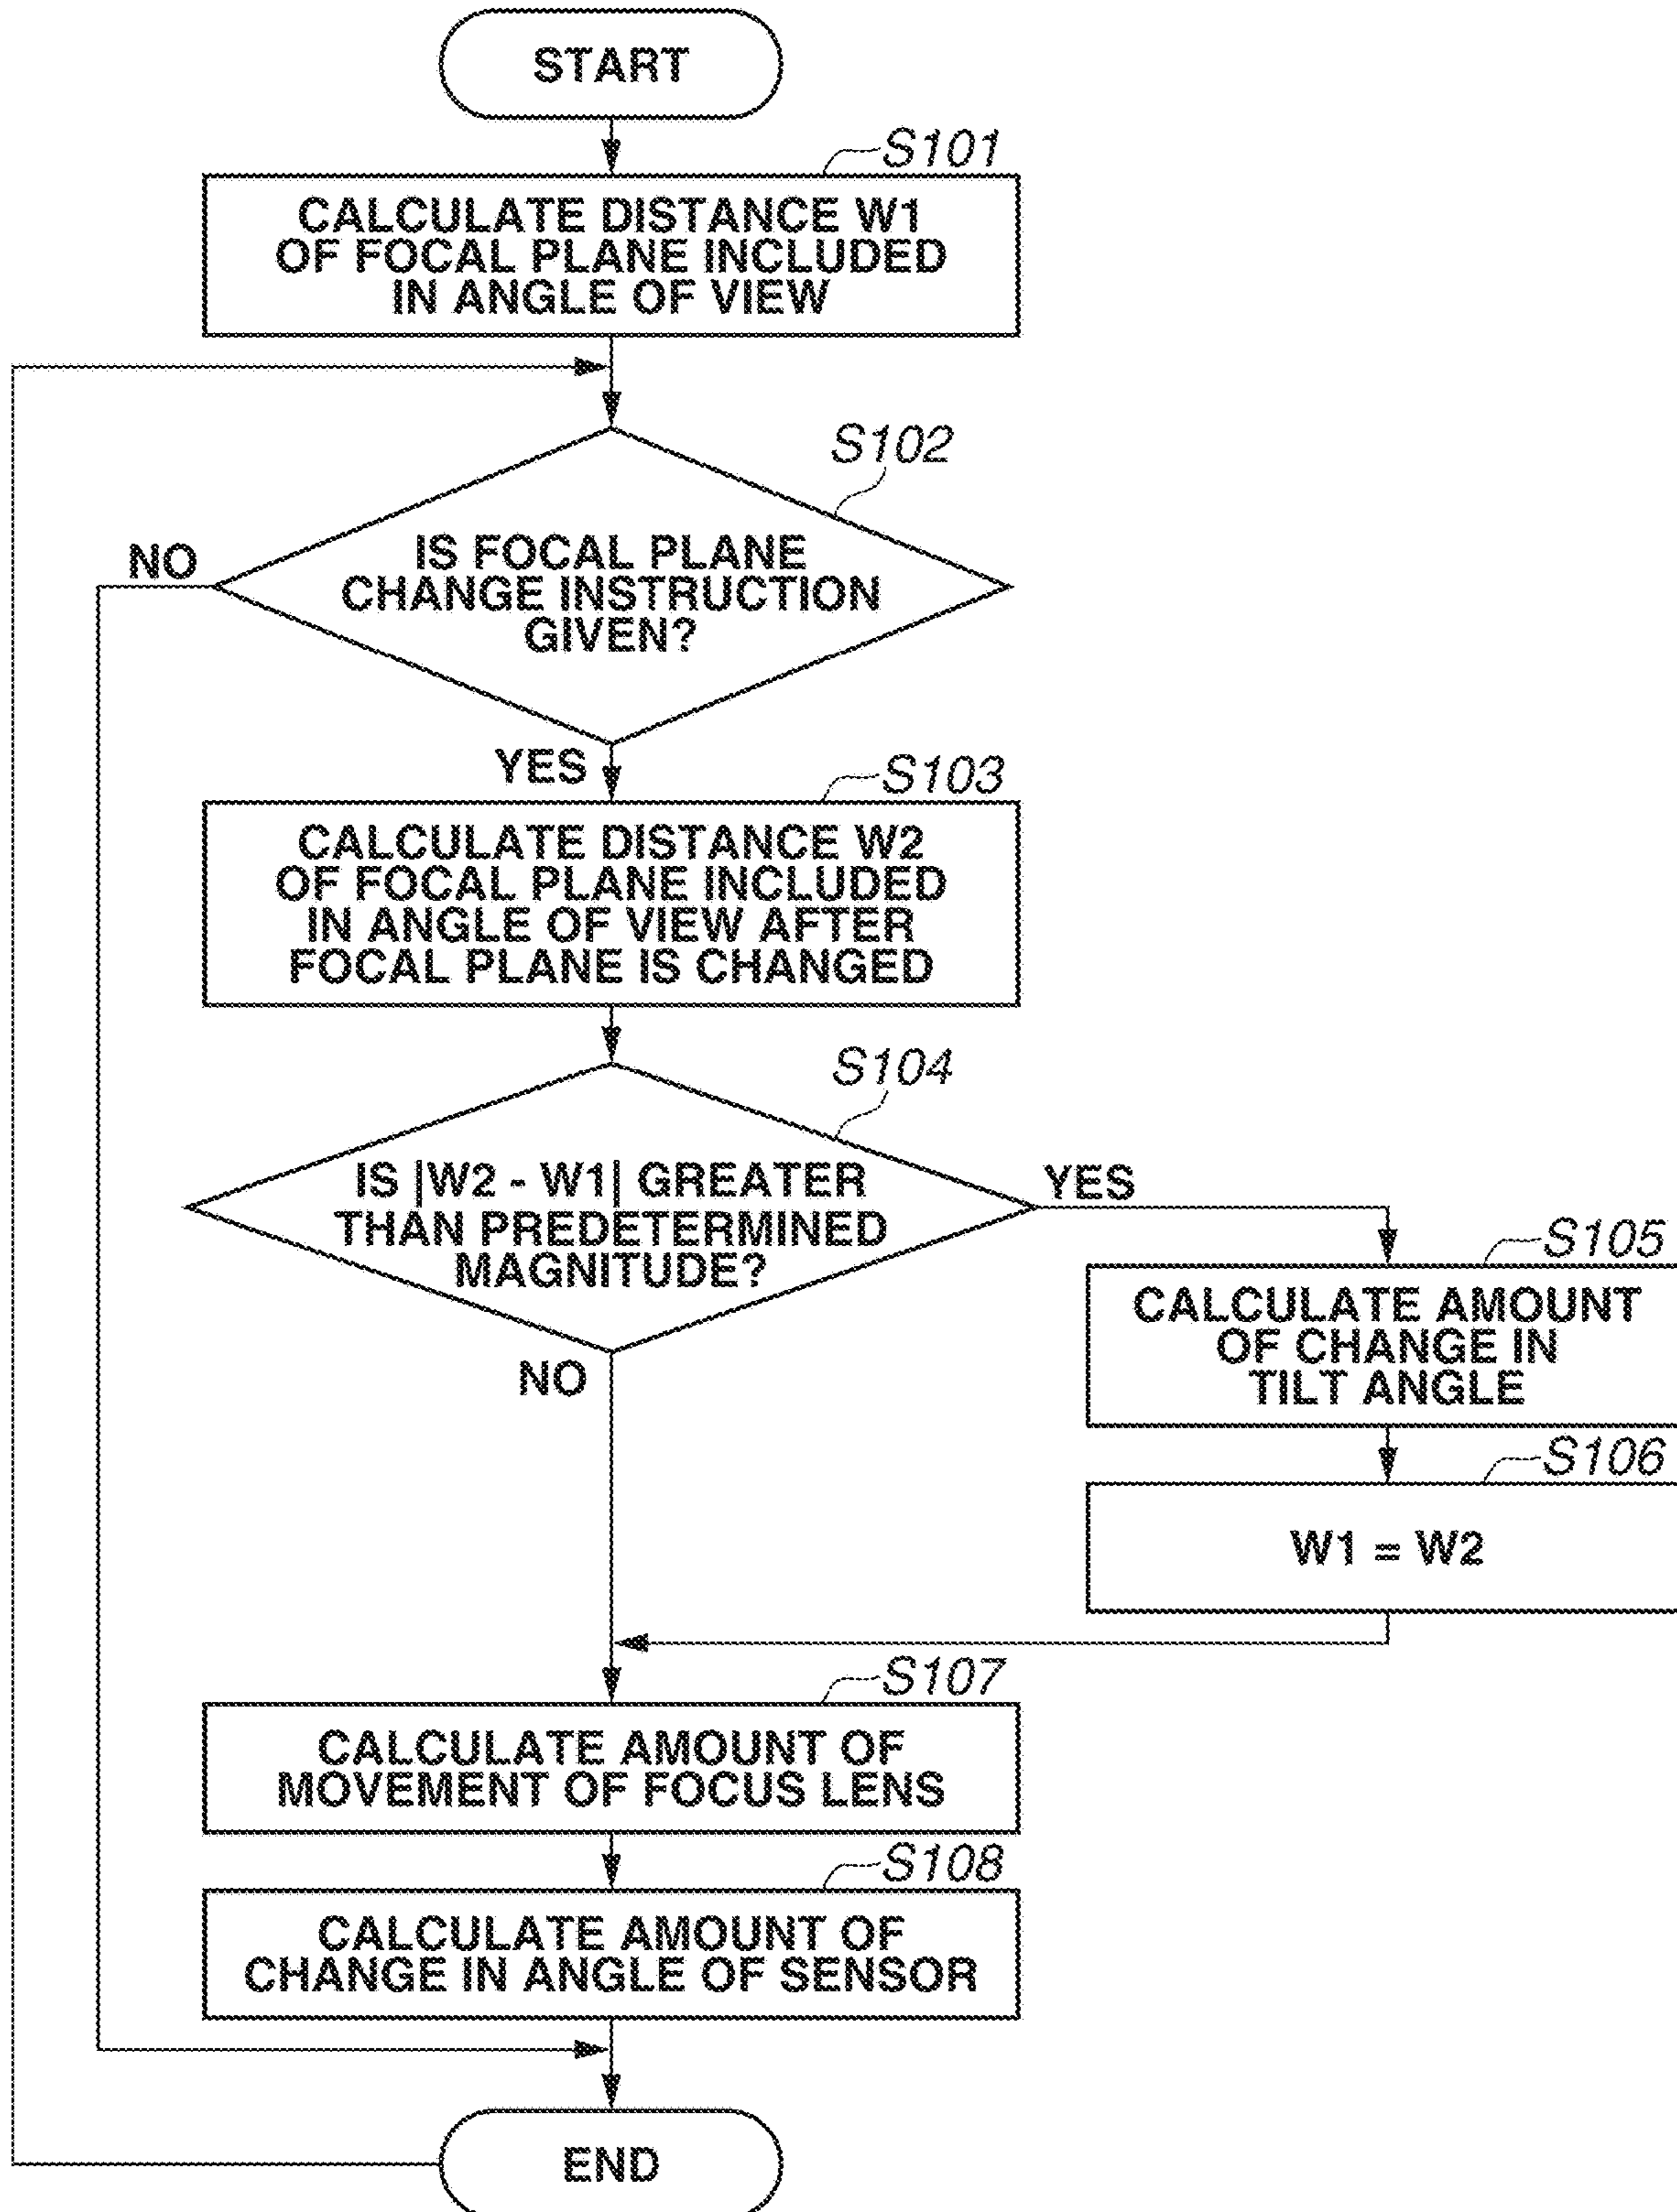 START
S101
CALCULATE DISTANCE W1
OF FOCAL PLANE INCLUDED
IN ANGLE OF VIEW
S102
NO
IS FOCAL PLANE
CHANGE INSTRUCTION
GIVEN?
YES
S103
CALCULATE DISTANCE W2
OF FOCAL PLANE INCLUDED
IN ANGLE OF VIEW AFTER
FOCAL PLANE IS CHANGED
S104
IS |W2 - W1| GREATER
THAN PREDETERMINED
MAGNITUDE?
YES
NO
S105
CALCULATE AMOUNT
OF CHANGE IN
TILT ANGLE
S106
W1 = W2
S107
CALCULATE AMOUNT OF
MOVEMENT OF FOCUS LENS
S108
CALCULATE AMOUNT OF
CHANGE IN ANGLE OF SENSOR
END